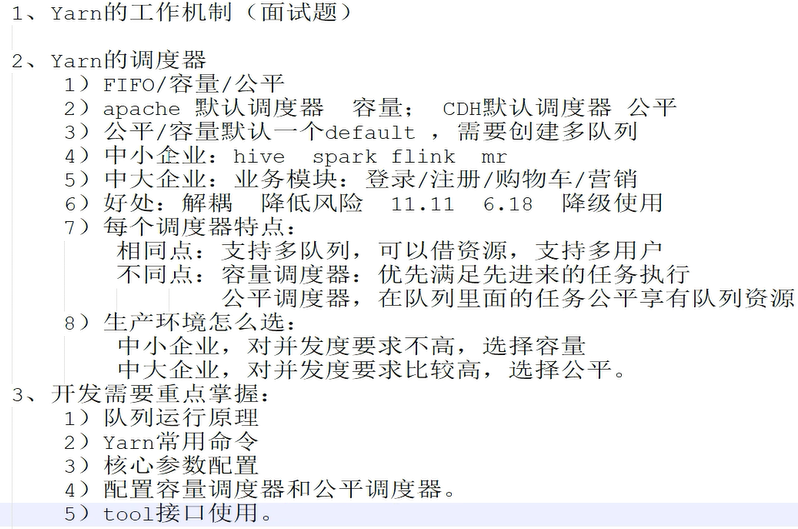 1、Yarn的工作机制（面试题）
2、Yarn的调度器
1）FIFO/容量/公平
2）apache 默认调度器  容量； CDH默认调度器 公平
3）公平/容量默认一个default ，需要创建多队列
4）中小企业：hive  spark flink  mr
5）中大企业：业务模块：登录/注册/购物车/营销
6）好处：解耦  降低风险  11.11  6.18  降级使用
7）每个调度器特点：
相同点：支持多队列，可以借资源，支持多用户
不同点：容量调度器：优先满足先进来的任务执行
公平调度器，在队列里面的任务公平享有队列资源
8）生产环境怎么选：
中小企业，对并发度要求不高，选择容量
中大企业，对并发度要求比较高，选择公平。
3、开发需要重点掌握：
1）队列运行原理
2）Yarn常用命令
3）核心参数配置
4）配置容量调度器和公平调度器。
5）tool接口使用。